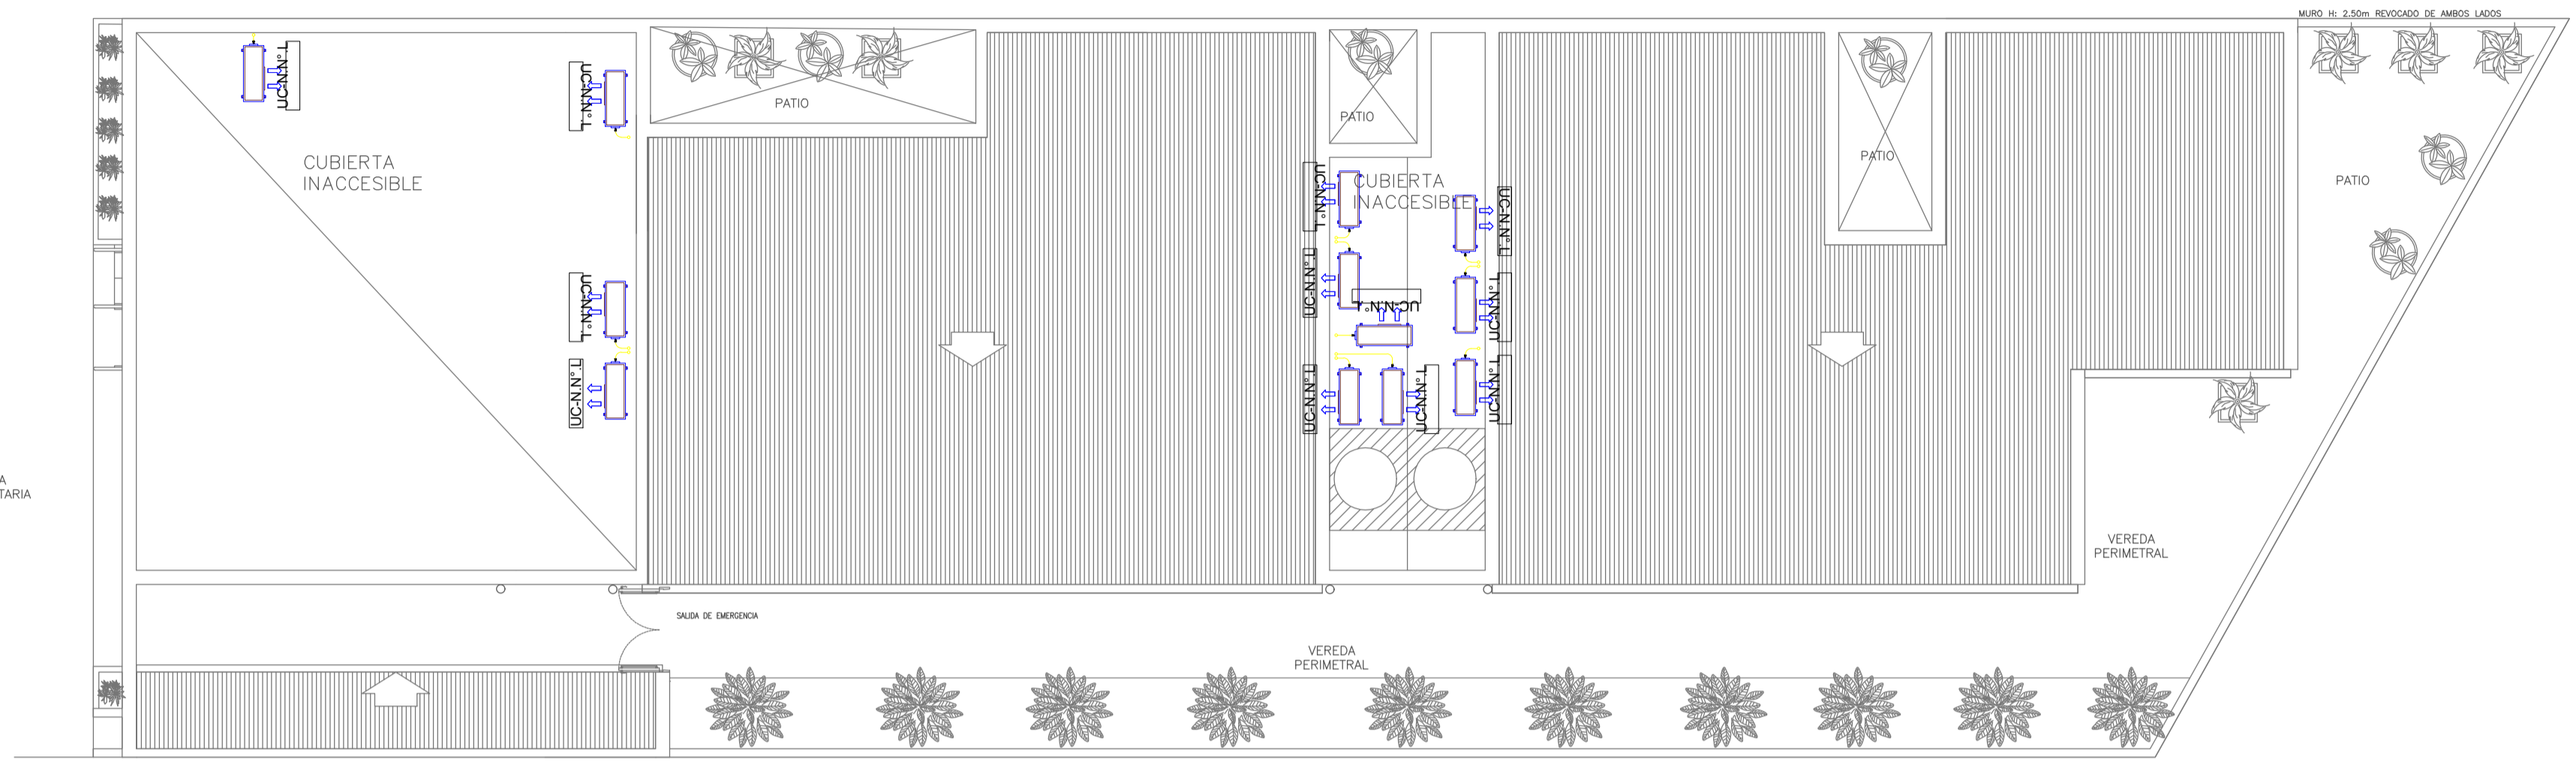 MURO H: 2.50m REVOCADO DE AMBOS LADOS
UC-N.N°.L
UC-N.N°.L
PATIO
PATIO
PATIO
PATIO
CUBIERTA
INACCESIBLE
CUBIERTA
INACCESIBLE
UC-N.N°.L
UC-N.N°.L
UC-N.N°.L
UC-N.N°.L
UC-N.N°.L
UC-N.N°.L
UC-N.N°.L
UC-N.N°.L
UC-N.N°.L
UC-N.N°.L
A
TARIA
VEREDA
PERIMETRAL
SALIDA DE EMERGENCIA
VEREDA
PERIMETRAL